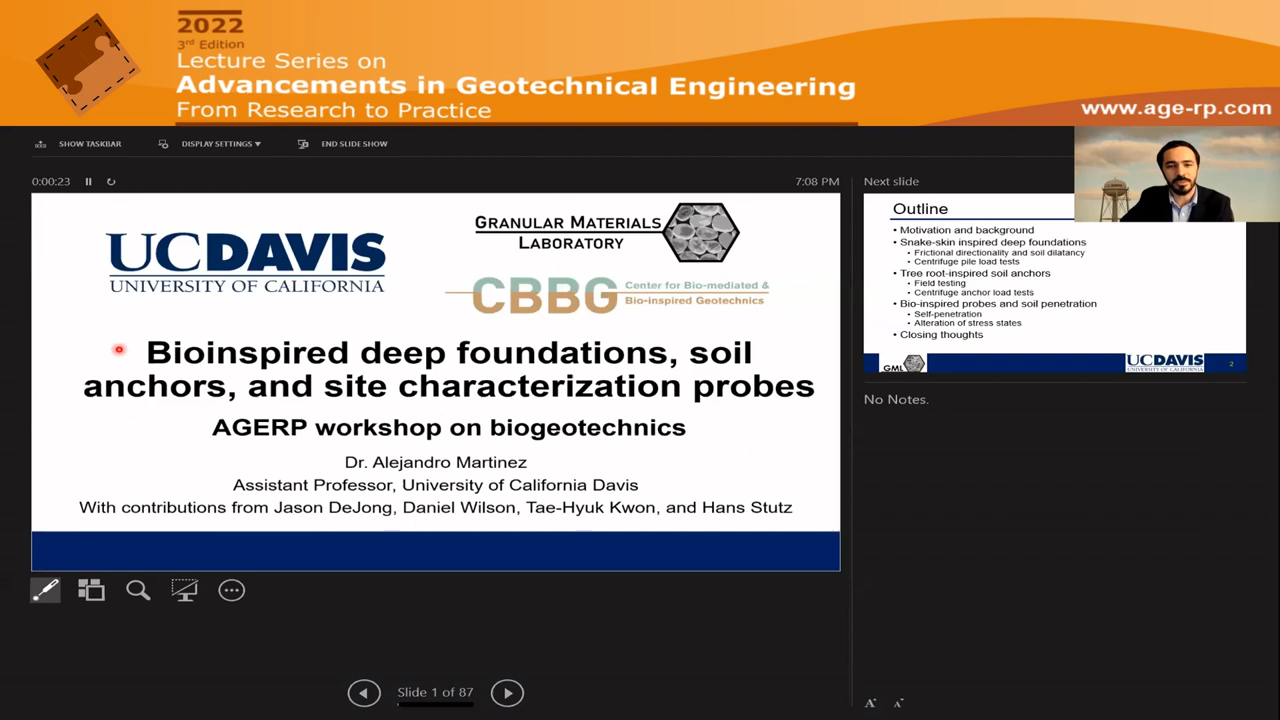 2022
3rd Edition
Lecture Series on
Advancements in Geotechnical Engineering
From Research to Practice
www.age-rp.com
SHOW TASKBAR
DISPLAY SETTINGS
END SLIDE SHOW
0:00:23
7:08 PM
UCDAVIS
UNIVERSITY OF CALIFORNIA
GRANULAR MATERIALS
LABORATORY
CBBG
Center for Bio-mediated &
Bio-inspired Geotechnics
Bioinspired deep foundations, soil
anchors, and site characterization probes
AGERP workshop on biogeotechnics
Dr. Alejandro Martinez
Assistant Professor, University of California Davis
With contributions from Jason DeJong, Daniel Wilson, Tae-Hyuk Kwon, and Hans Stutz
Slide 1 of 87
Next slide
Outline
• Motivation and background
• Snake-skin inspired deep foundations
• Frictional directionality and soil dilatancy
• Centrifuge pile load tests
• Tree root-inspired soil anchors
• Field testing
• Centrifuge anchor load tests
• Bio-inspired probes and soil penetration
• Self-penetration
• Alteration of stress states
• Closing thoughts
GML
UCDAVIS
UNIVERSITY OF CALIFORNIA
2
No Notes.
A A